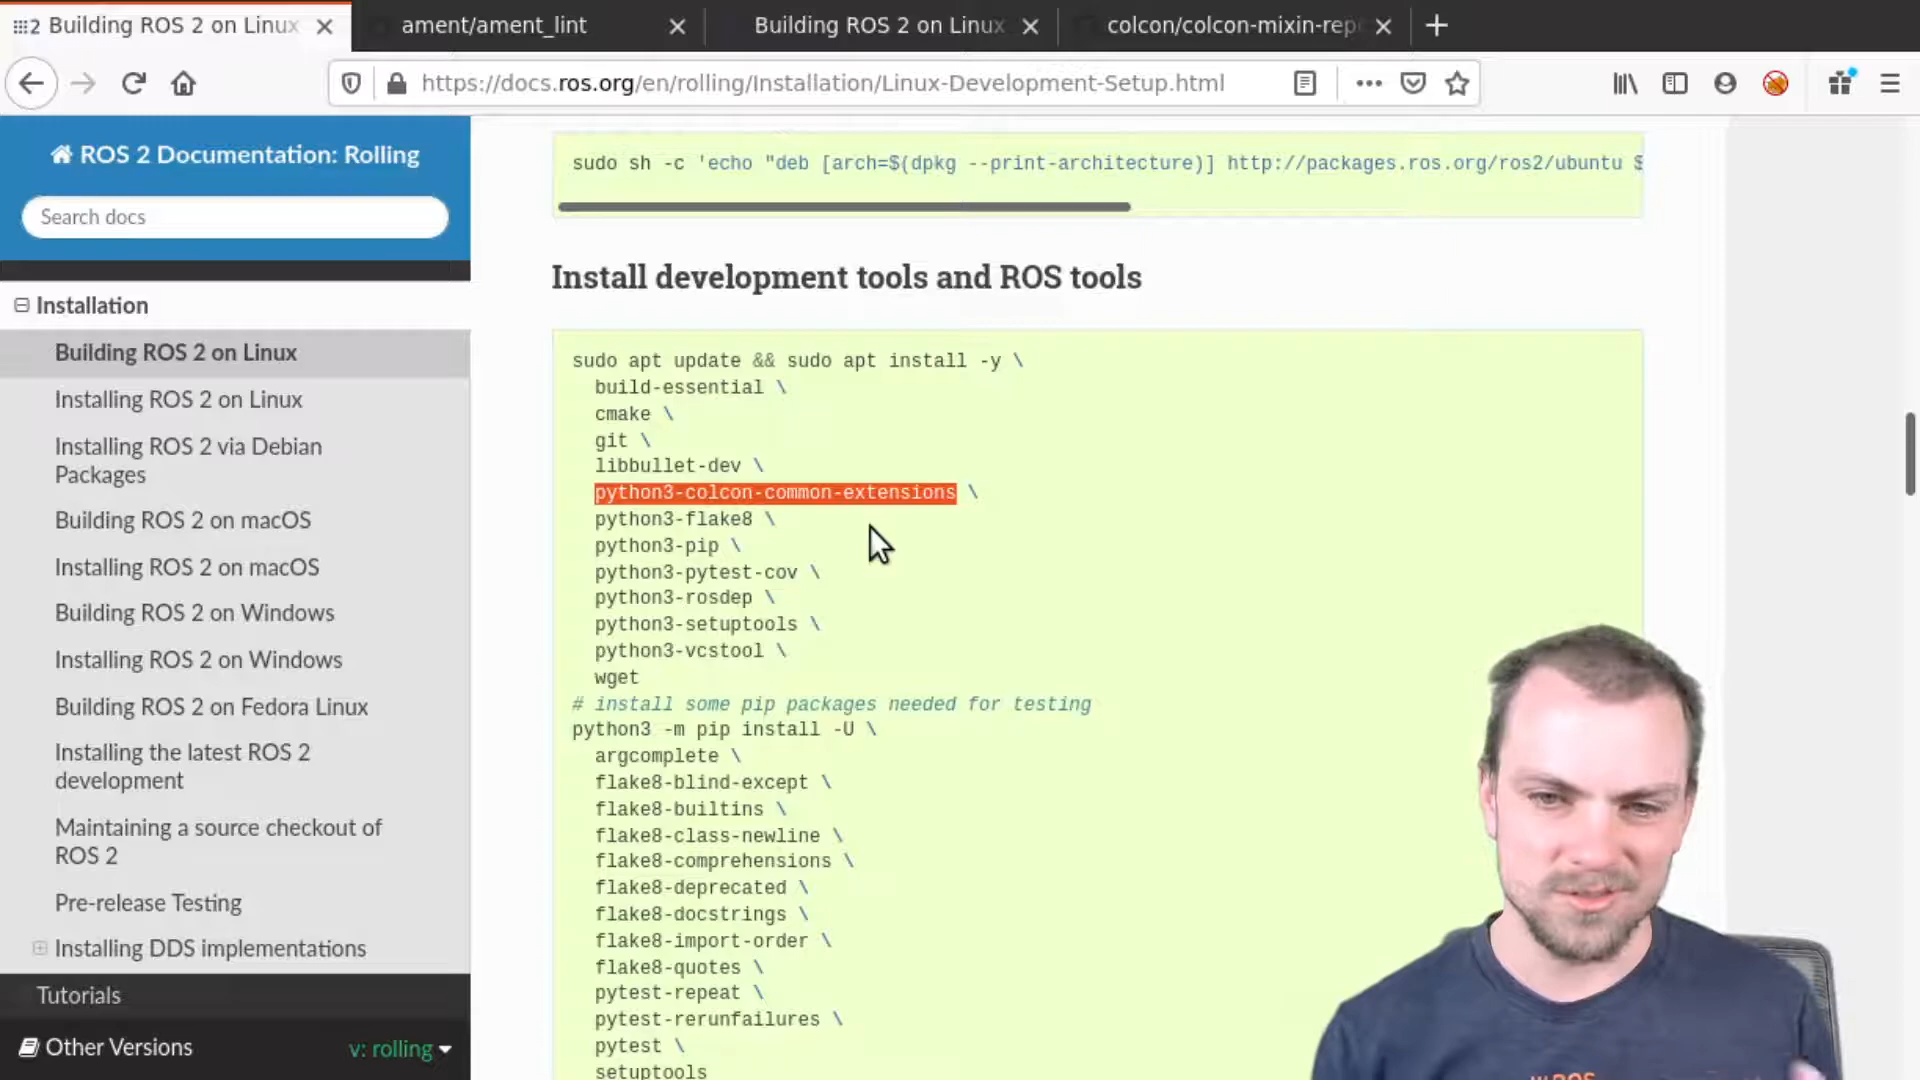 Building ROS 2 on Linux
ament/ament_lint
Building ROS 2 on Linux
colcon/colcon-mixin-rep
https://docs.ros.org/en/rolling/Installation/Linux-Development-Setup.html
ROS 2 Documentation: Rolling
Search docs
Installation
Building ROS 2 on Linux
Installing ROS 2 on Linux
Installing ROS 2 via Debian
Packages
Building ROS 2 on macOS
Installing ROS 2 on macOS
Building ROS 2 on Windows
Installing ROS 2 on Windows
Building ROS 2 on Fedora Linux
Installing the latest ROS 2
development
Maintaining a source checkout of
ROS 2
Pre-release Testing
Installing DDS implementations
Tutorials
Other Versions
v: rolling
sudo sh -c 'echo "deb [arch=$(dpkg --print-architecture)] http://packages.ros.org/ros2/ubuntu $
Install development tools and ROS tools
sudo apt update && sudo apt install -y \
build-essential \
cmake \
git \
libbullet-dev \
python3-colcon-common-extensions \
python3-flake8 \
python3-pip \
python3-pytest-cov \
python3-rosdep \
python3-setuptools \
python3-vcstool \
wget
# install some pip packages needed for testing
python3 -m pip install -U \
argcomplete \
flake8-blind-except \
flake8-builtins \
flake8-class-newline \
flake8-comprehensions \
flake8-deprecated \
flake8-docstrings \
flake8-import-order \
flake8-quotes \
pytest-repeat \
pytest-rerunfailures \
pytest \
setuptools
ROS